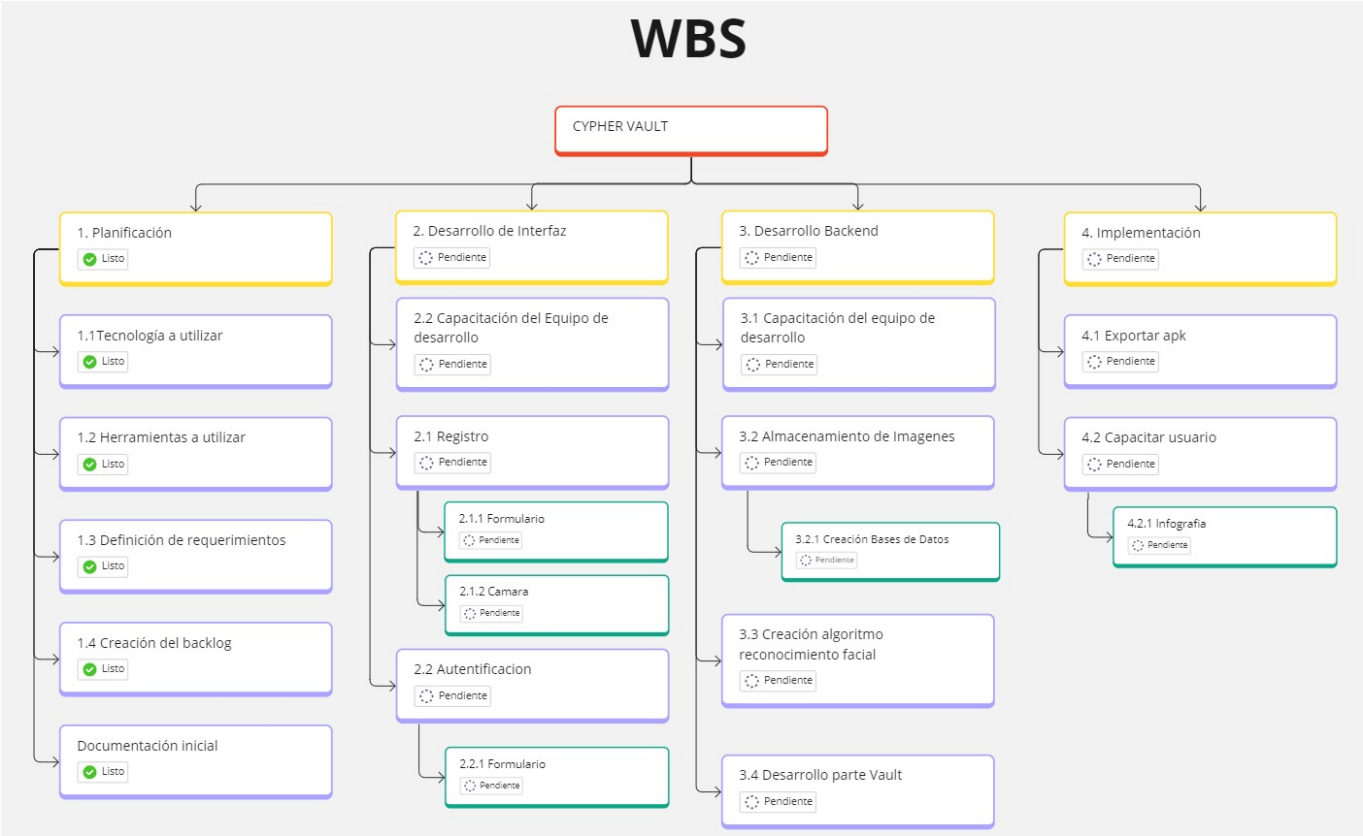 WBS
CYPHER VAULT
1. Planificación
Listo
1.1Tecnología a utilizar
Listo
1.2 Herramientas a utilizar
Listo
1.3 Definición de requerimientos
Listo
1.4 Creación del backlog
Listo
Documentación inicial
Listo
2. Desarrollo de Interfaz
Pendiente
2.2 Capacitación del Equipo de
desarrollo
Pendiente
2.1 Registro
Pendiente
2.1.1 Formulario
Pendiente
2.1.2 Camara
Pendiente
2.2 Autentificacion
Pendiente
2.2.1 Formulario
Pendiente
3. Desarrollo Backend
Pendiente
3.1 Capacitación del equipo de
desarrollo
Pendiente
3.2 Almacenamiento de Imagenes
Pendiente
3.2.1 Creación Bases de Datos
Pendiente
3.3 Creación algoritmo
reconocimiento facial
Pendiente
3.4 Desarrollo parte Vault
Pendiente
4. Implementación
Pendiente
4.1 Exportar apk
Pendiente
4.2 Capacitar usuario
Pendiente
4.2.1 Infografia
Pendiente